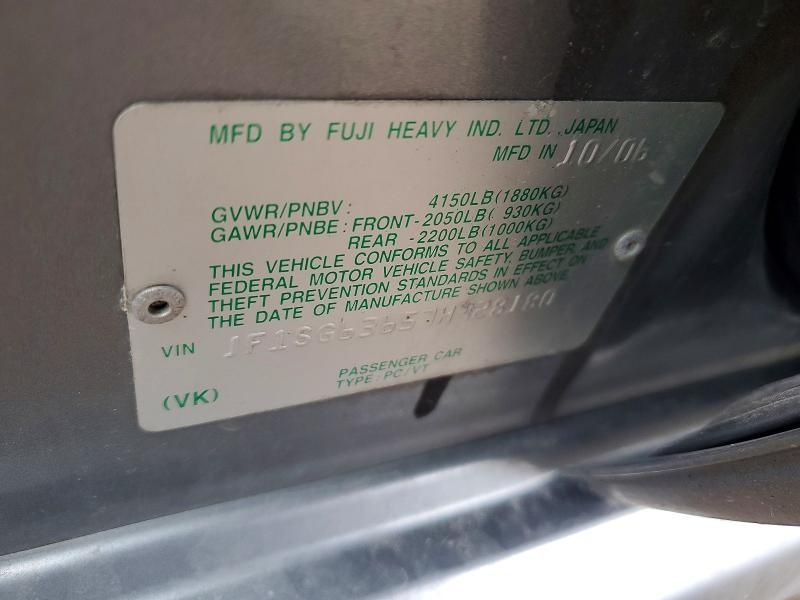 MFD BY FUJI HEAVY IND. LTD. JAPAN
MFD IN 10/06
GVWR/PNBV: 4150LB(1880KG)
GAWR/PNBE: FRONT-2050LB( 930KG)
REAR -2200LB(1000KG)
THIS VEHICLE CONFORMS TO ALL APPLICABLE
FEDERAL MOTOR VEHICLE SAFETY, BUMPER, AND
THEFT PREVENTION STANDARDS IN EFFECT ON
THE DATE OF MANUFACTURE SHOWN ABOVE.
VIN JF1SG63657H728180
PASSENGER CAR
(VK) TYPE: PC/VT